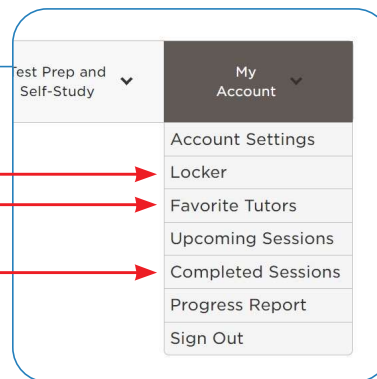 Test Prep and
Self-Study
My
Account
Account Settings
Locker
Favorite Tutors
Upcoming Sessions
Completed Sessions
Progress Report
Sign Out